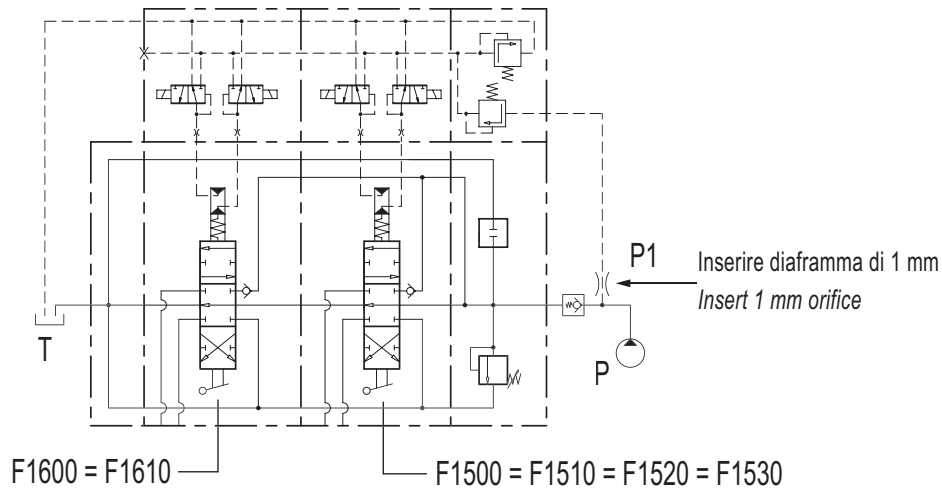 P1
Inserire diaframma di 1 mm
Insert 1 mm orifice
T
P
F1600 = F1610
F1500 = F1510 = F1520 = F1530